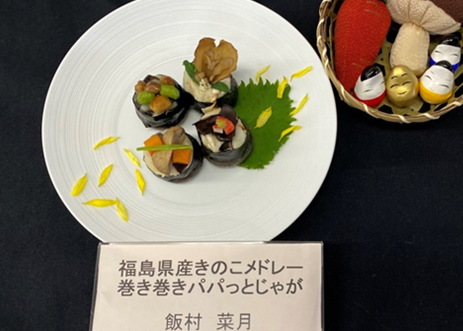 福島県産きのこメドレー
巻き巻きパパっとじゃが
飯村 菜月